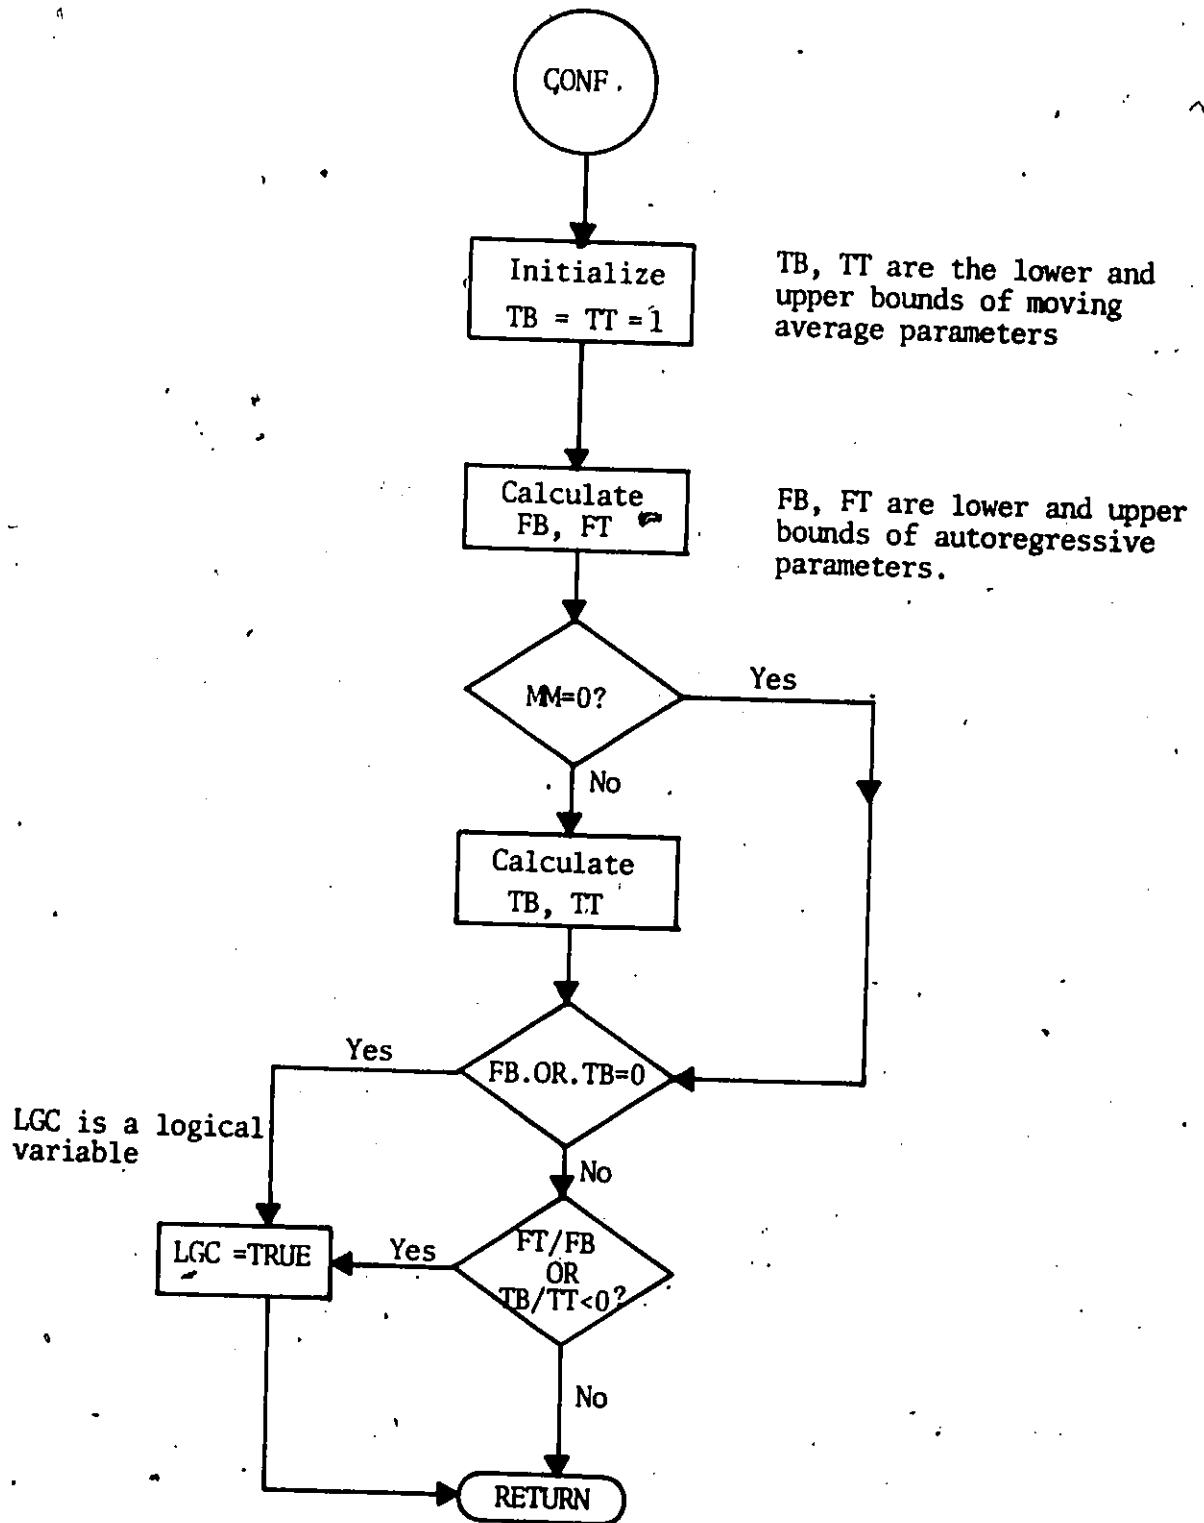 CONF.
Initialize
TB = TT = 1
TB, TT are the lower and
upper bounds of moving
average parameters
Calculate
FB, FT
FB, FT are lower and upper
bounds of autoregressive
parameters.
MM=0?
Yes
No
Calculate
TB, TT
FB.OR.TB=0
Yes
LGC is a logical
variable
No
FT/FB
OR
TB/TT<0?
Yes
LGC =TRUE
No
RETURN